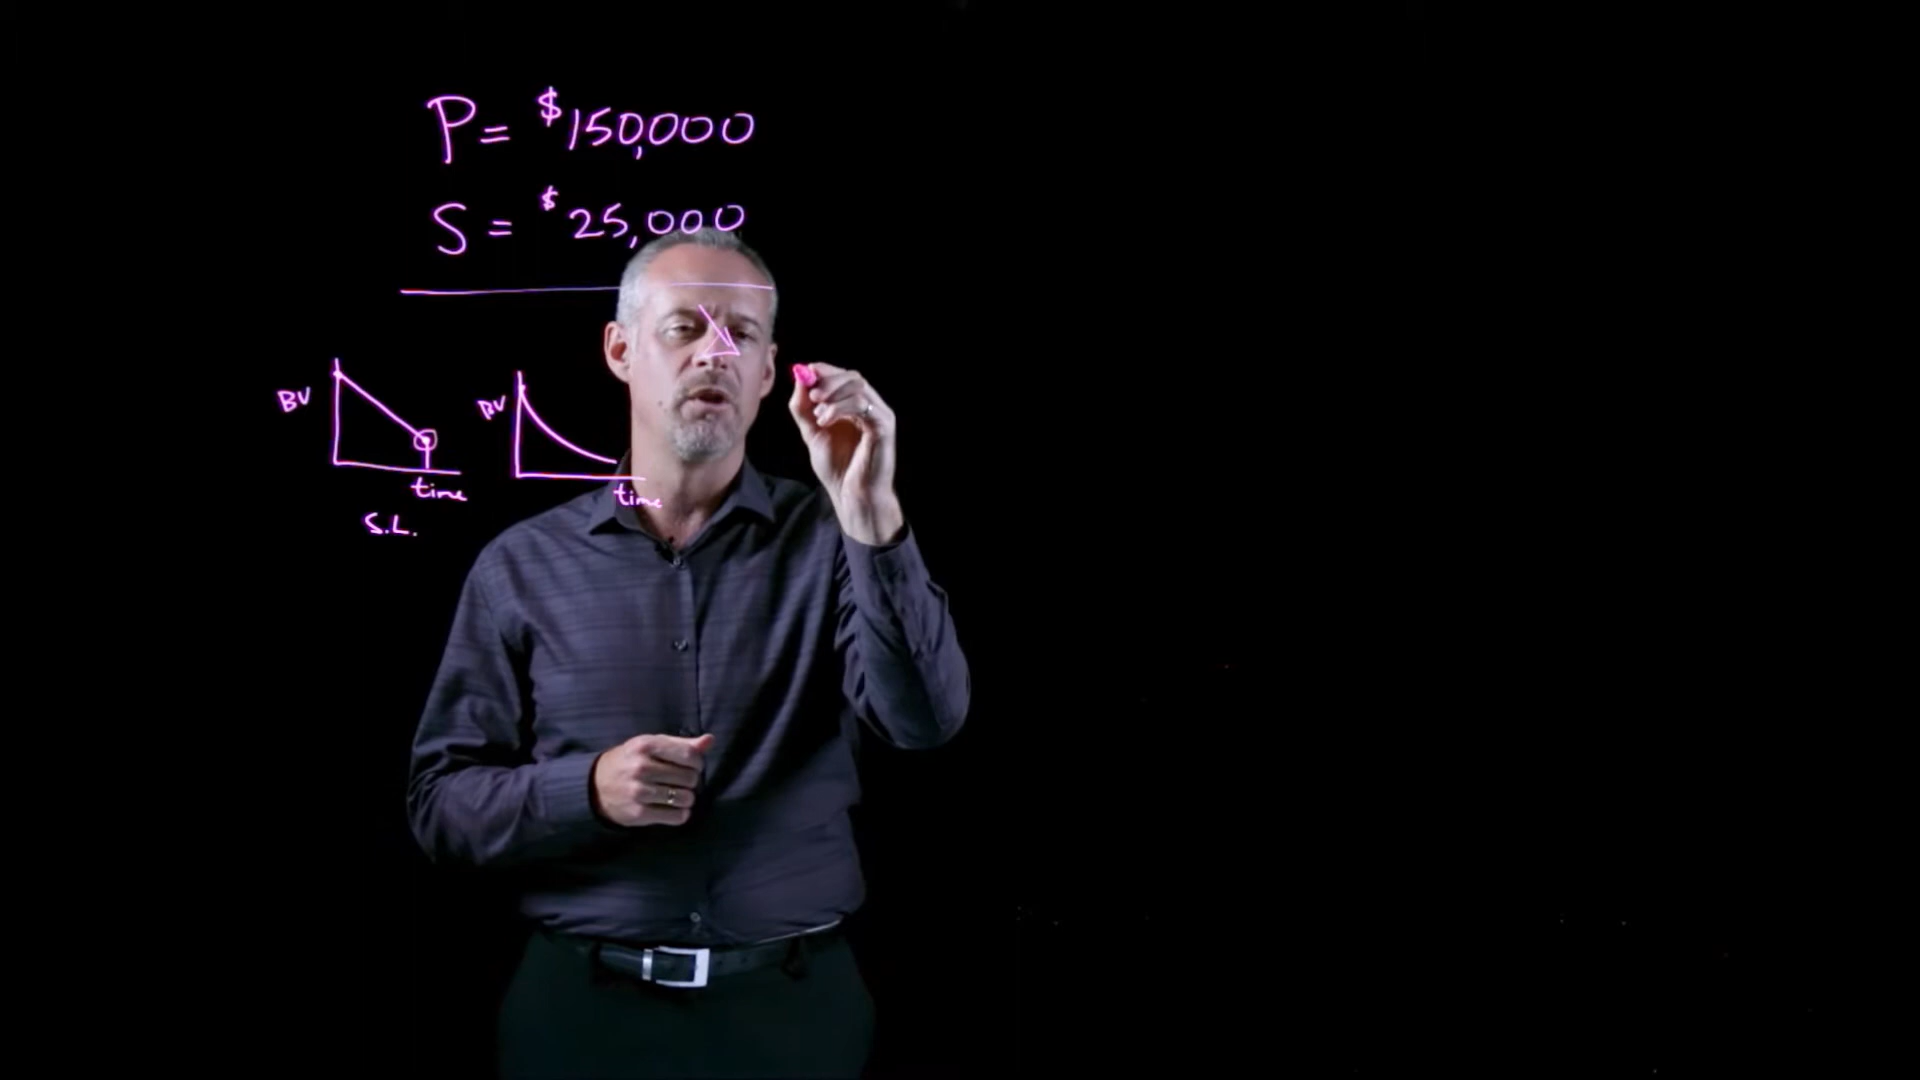 P = $150,000
S = $25,000
BV
time
S.L.
BV
time